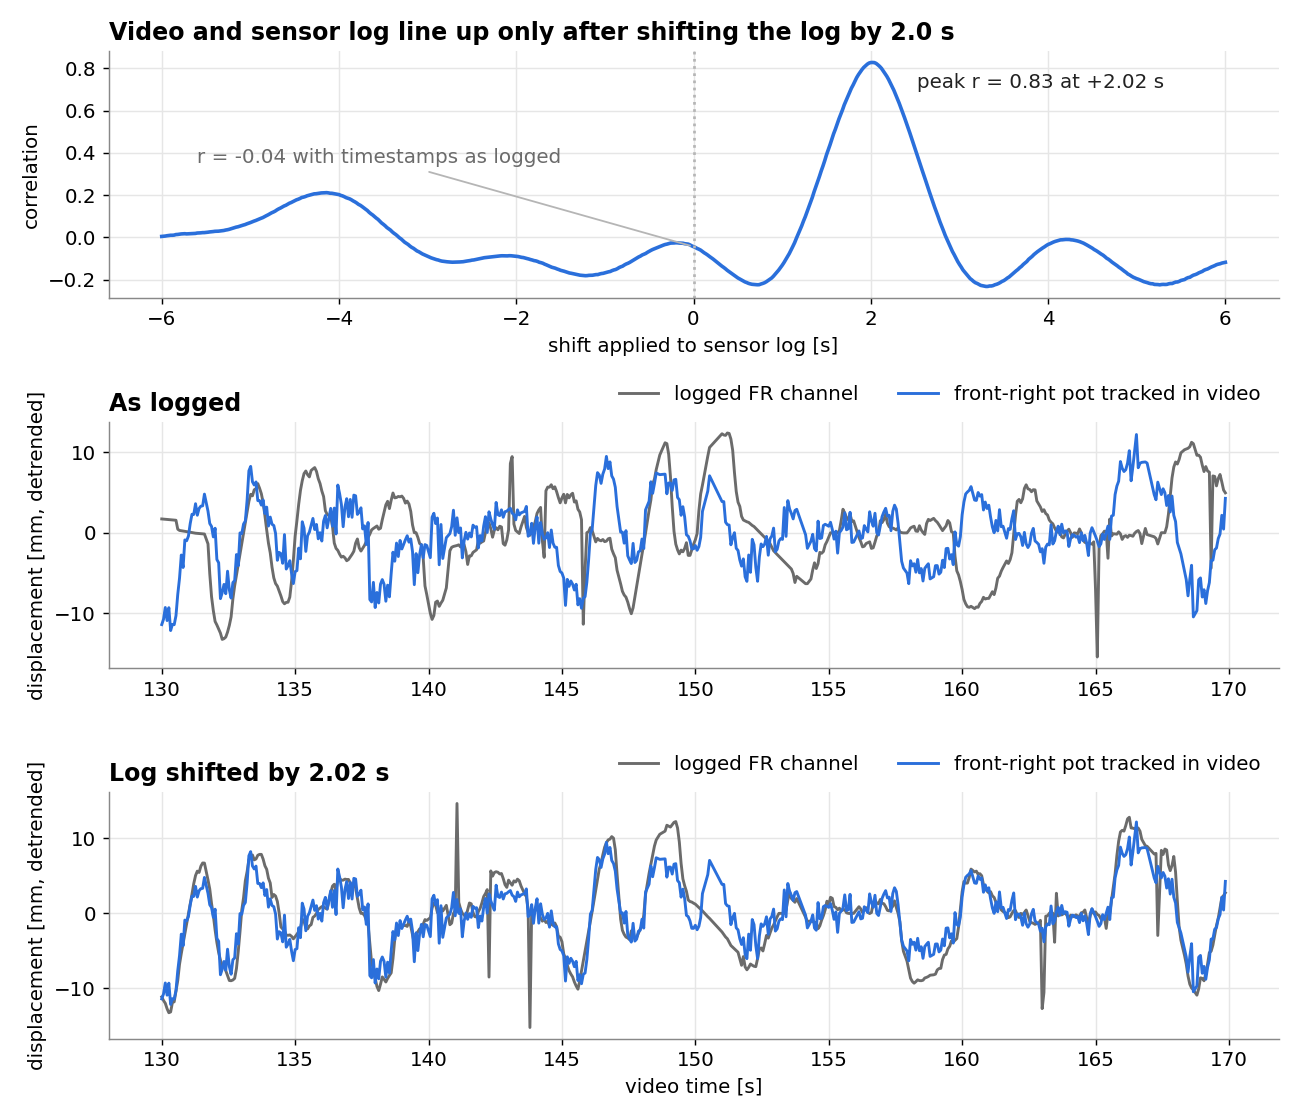 Video and sensor log line up only after shifting the log by 2.0 s
correlation
0.8
0.6
0.4
0.2
0.0
−0.2
peak r = 0.83 at +2.02 s
r = -0.04 with timestamps as logged
−6
−4
−2
0
2
4
6
shift applied to sensor log [s]
As logged
logged FR channel
front-right pot tracked in video
displacement [mm, detrended]
10
0
−10
130
135
140
145
150
155
160
165
170
Log shifted by 2.02 s
logged FR channel
front-right pot tracked in video
displacement [mm, detrended]
10
0
−10
130
135
140
145
150
155
160
165
170
video time [s]